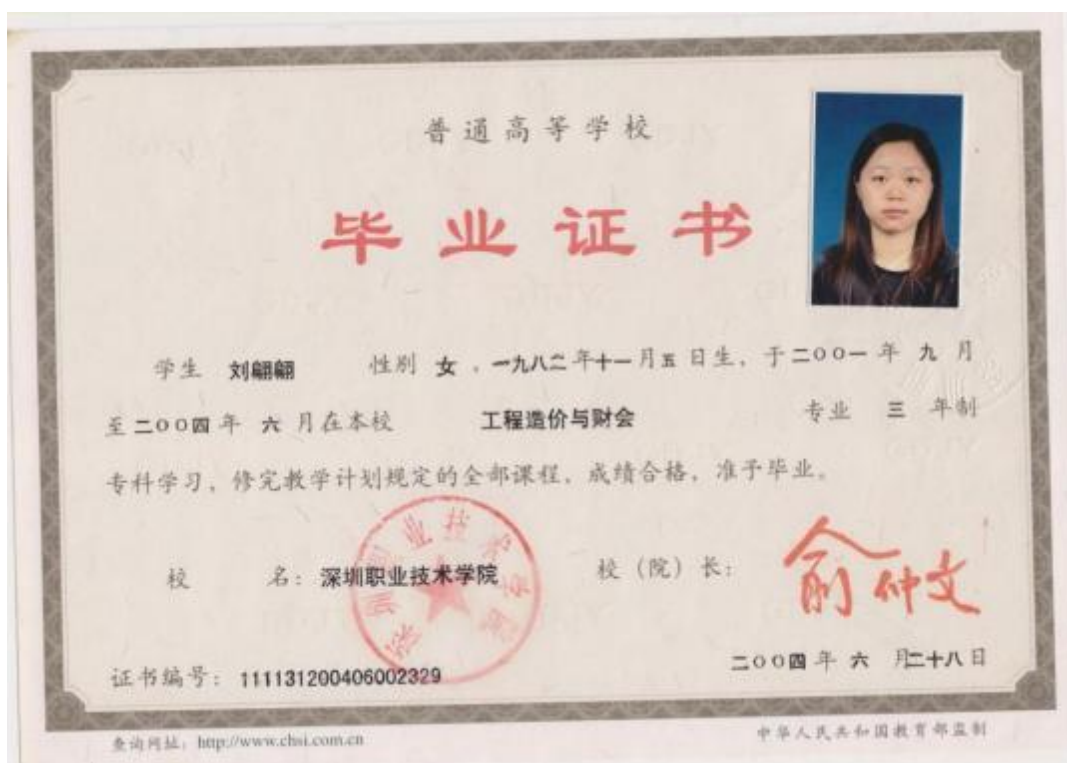 普通高等学校
毕业证书
学生 刘翩翩 性别 女 ，一九八二年十一月五日生，于二00一年 九 月
至二00四年 六 月在本校 工程造价与财会 专业 三 年制
专科学习，修完教学计划规定的全部课程，成绩合格，准予毕业。
校 名：深圳职业技术学院 校（院）长：俞仲文
证书编号：111131200406002329 二00四年 六 月二十八日
查询网址：http://www.chsi.com.cn 中华人民共和国教育部监制